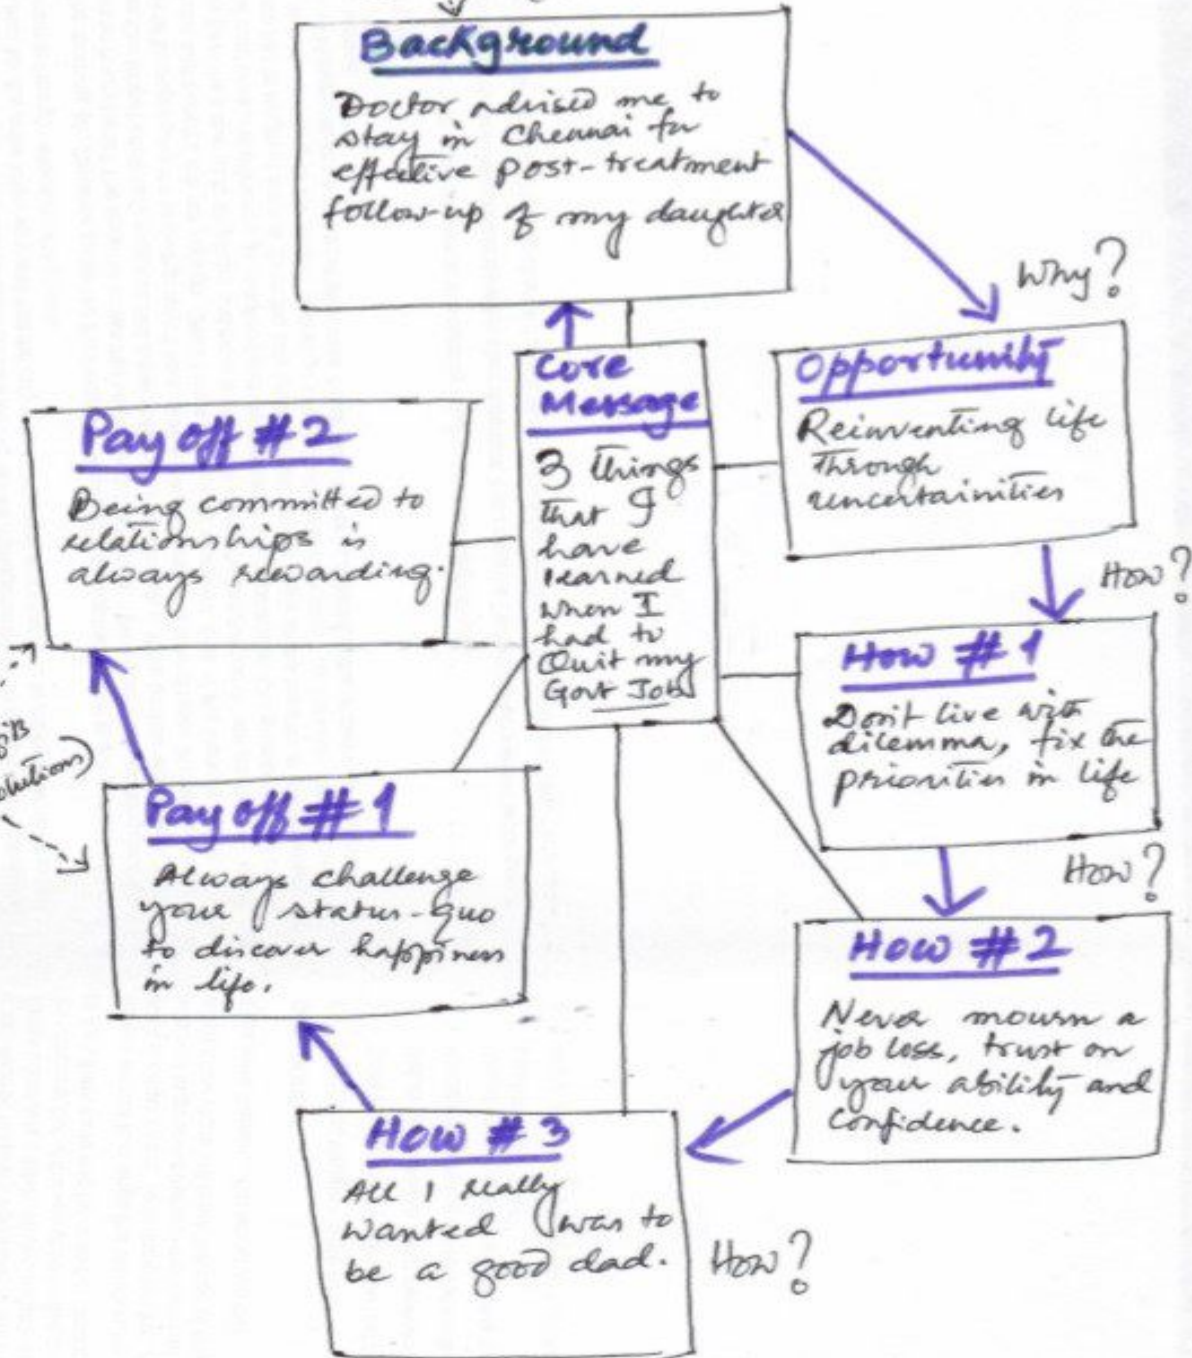 Background
Doctor advised me to
stay in Chennai for
effective post-treatment
follow-up of my daughter
Why?
Core
Message
3 things
that I
have
learned
when I
had to
Quit my
Govt Job
Opportunity
Reinventing life
through
uncertainities
How?
How #1
Don't live with
dilemma, fix the
priorities in life
How?
How #2
Never mourn a
job loss, trust on
your ability and
confidence.
How #3
All I really
wanted was to
be a good dad.
How?
Pay off #1
Always challenge
your status-quo
to discover happiness
in life.
Pay off #2
Being committed to
relationships is
always rewarding.